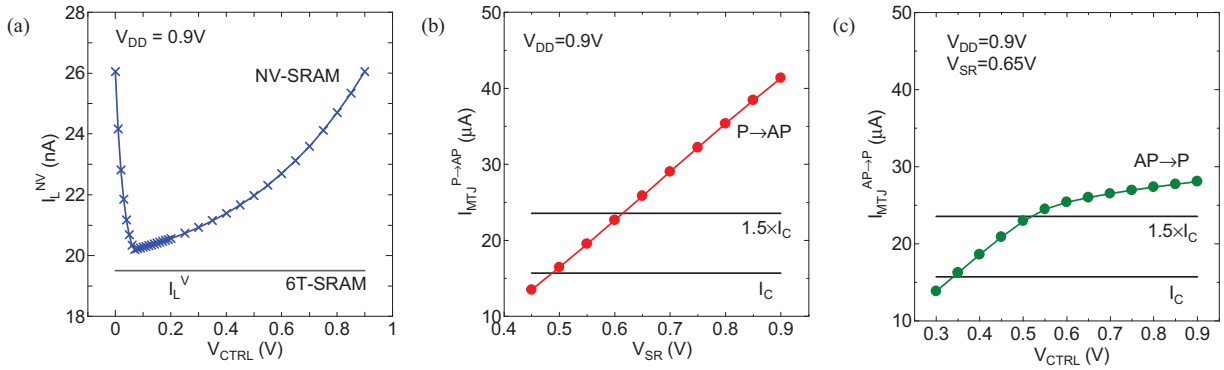 (a)
V_DD = 0.9V
NV-SRAM
6T-SRAM
I_L^V
I_L^NV (nA)
28
26
24
22
20
18
0 0.2 0.4 0.6 0.8 1
V_CTRL (V)
(b)
V_DD=0.9V
P→AP
1.5×I_C
I_C
I_MTJ^P→AP (μA)
50
40
30
20
10
0.4 0.5 0.6 0.7 0.8 0.9
V_SR (V)
(c)
V_DD=0.9V
V_SR=0.65V
AP→P
1.5×I_C
I_C
I_MTJ^AP→P (μA)
50
40
30
20
10
0.3 0.4 0.5 0.6 0.7 0.8 0.9
V_CTRL (V)